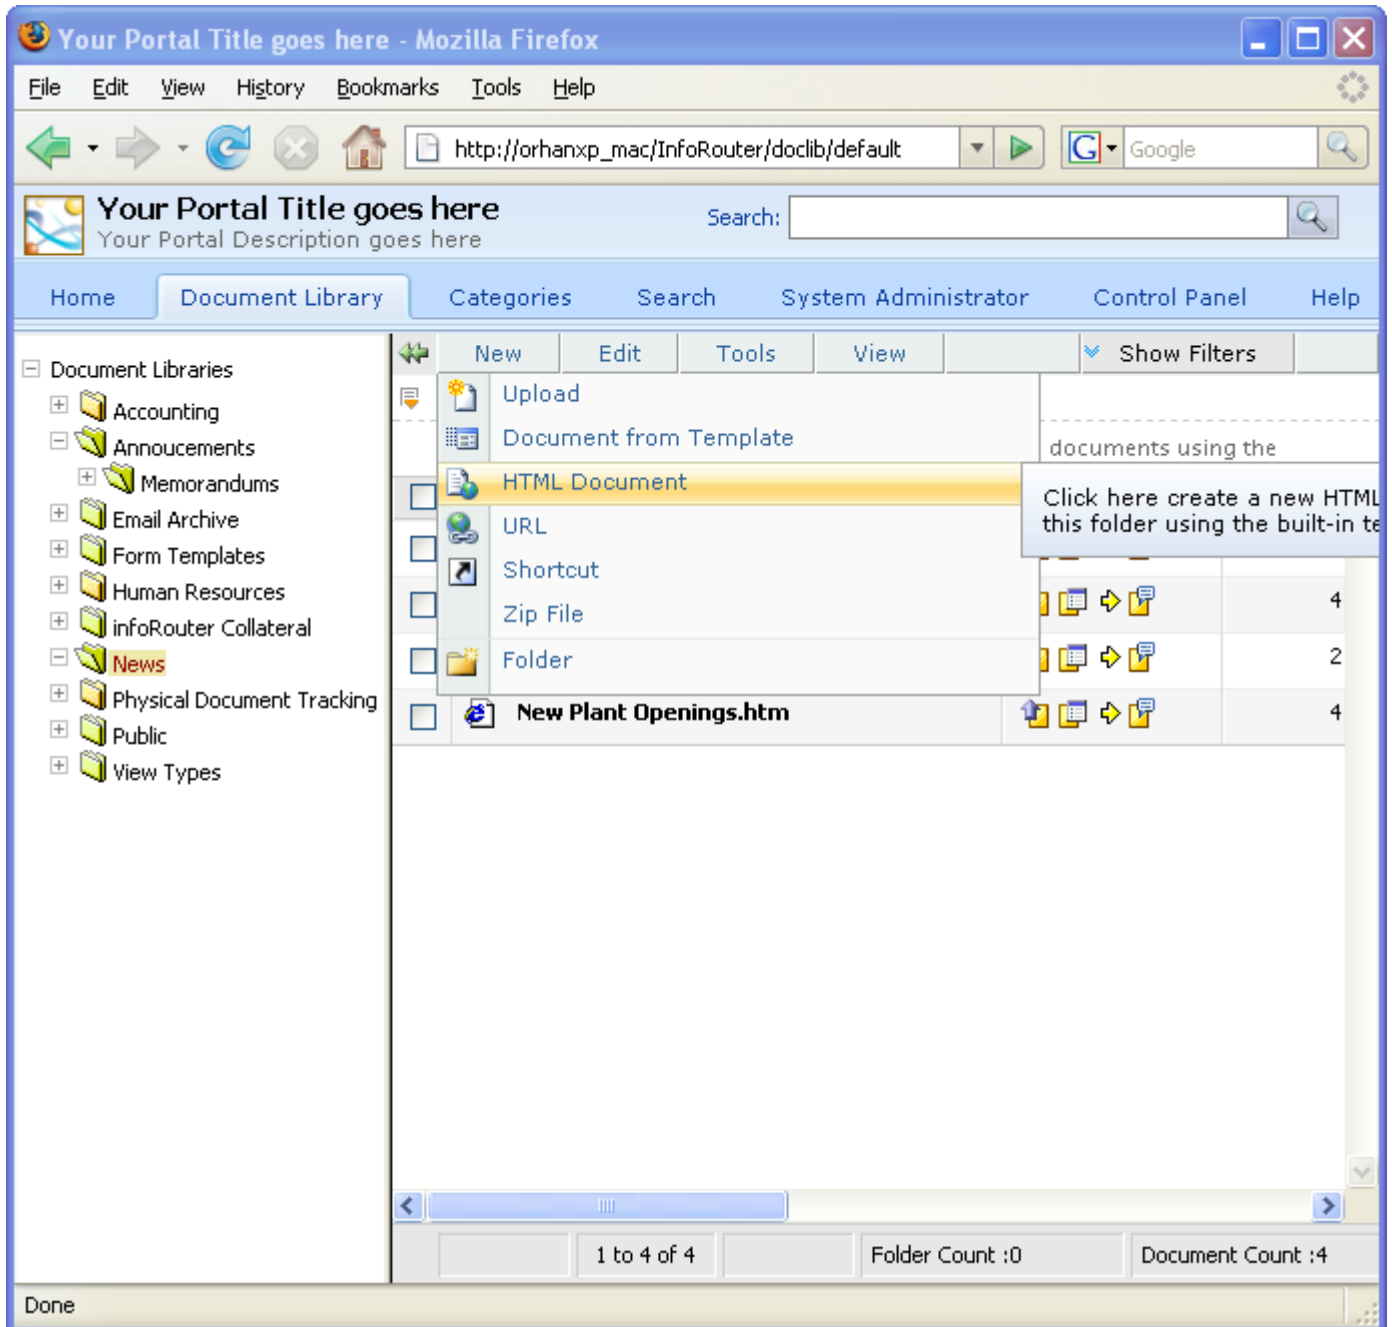 Your Portal Title goes here - Mozilla Firefox
File Edit View History Bookmarks Tools Help
http://orhanxp_mac/InfoRouter/doclib/default
G Google
Your Portal Title goes here
Search:
Your Portal Description goes here
Home Document Library Categories Search System Administrator Control Panel Help
Document Libraries
Accounting
Annoucements
Memorandums
Email Archive
Form Templates
Human Resources
infoRouter Collateral
News
Physical Document Tracking
Public
View Types
New Edit Tools View Show Filters
Upload
Document from Template
documents using the
HTML Document
Click here create a new HTML
this folder using the built-in te
URL
Shortcut
4
Zip File
Folder
2
New Plant Openings.htm
4
1 to 4 of 4 Folder Count :0 Document Count :4
Done